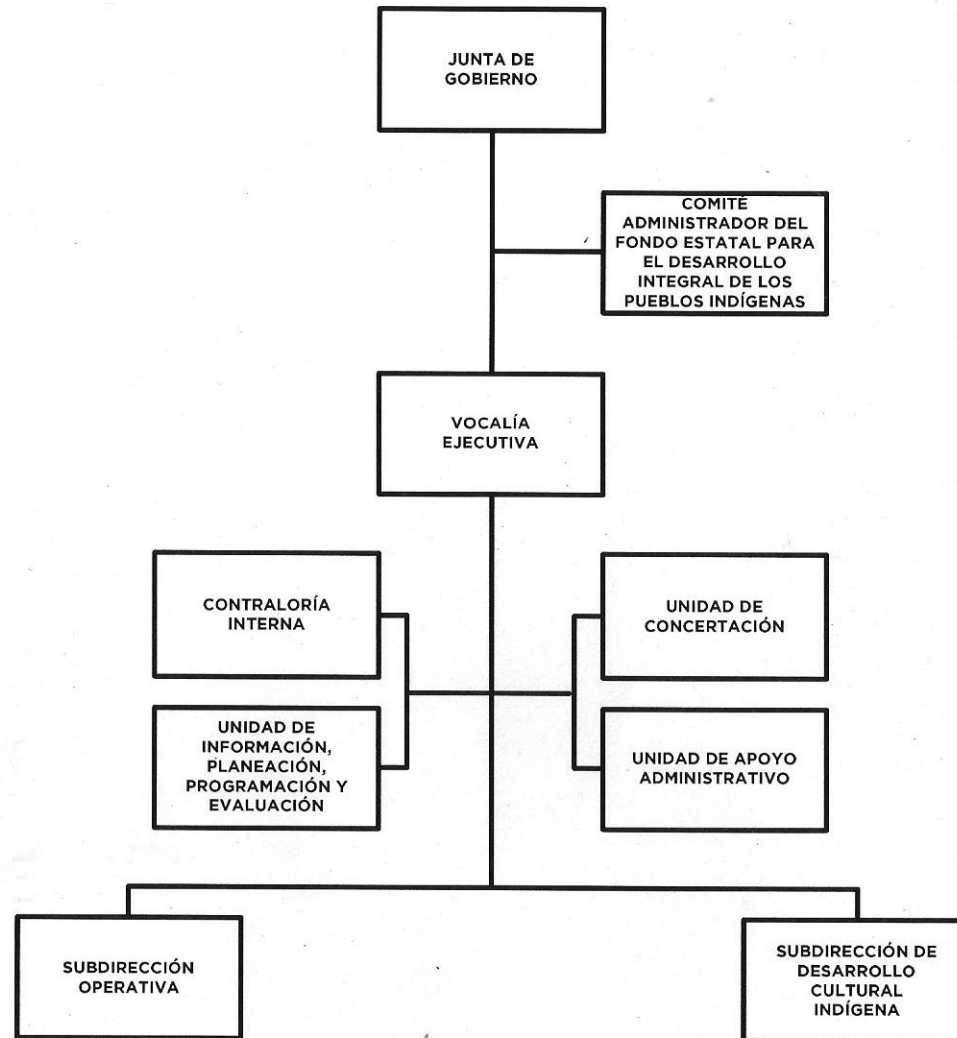 JUNTA DE
GOBIERNO
COMITÉ
ADMINISTRADOR DEL
FONDO ESTATAL PARA
EL DESARROLLO
INTEGRAL DE LOS
PUEBLOS INDÍGENAS
VOCALÍA
EJECUTIVA
CONTRALORÍA
INTERNA
UNIDAD DE
CONCERTACIÓN
UNIDAD DE
INFORMACIÓN,
PLANEACIÓN,
PROGRAMACIÓN Y
EVALUACIÓN
UNIDAD DE APOYO
ADMINISTRATIVO
SUBDIRECCIÓN
OPERATIVA
SUBDIRECCIÓN DE
DESARROLLO
CULTURAL
INDÍGENA